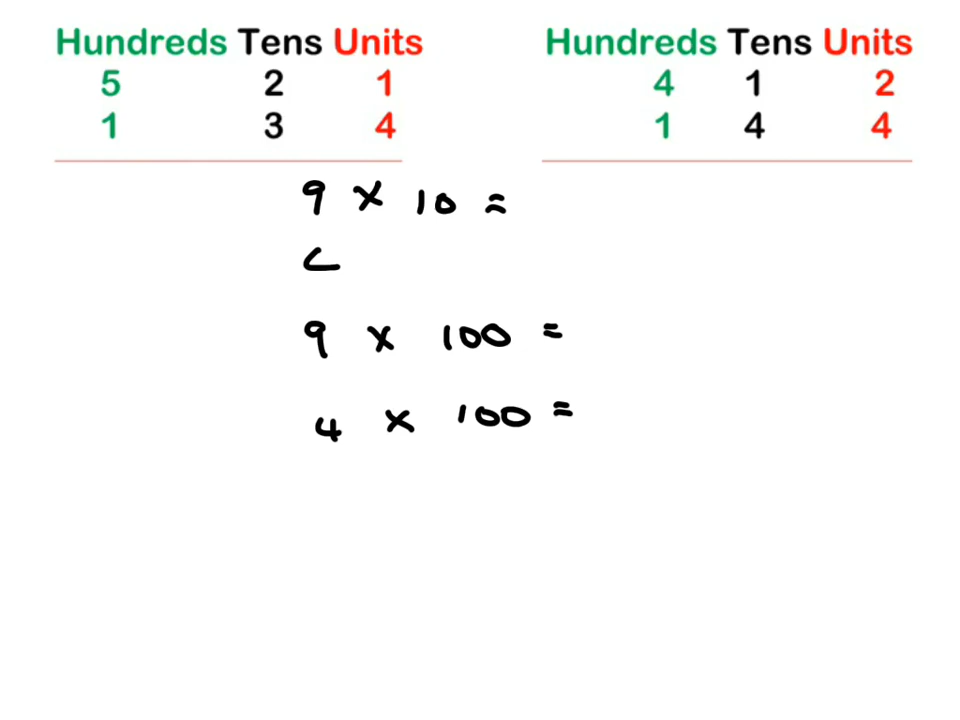 Hundreds Tens Units
5 2 1
1 3 4
Hundreds Tens Units
4 1 2
1 4 4
9 × 10 =
9 × 100 =
4 × 100 =